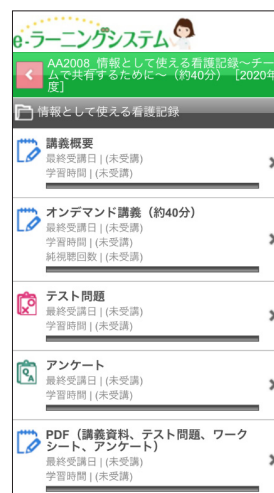 e-ラーニングシステム
AA2008_情報として使える看護記録~チー
ムで共有するために~（約40分）［2020年
度］
情報として使える看護記録
講義概要
最終受講日 | (未受講)
学習時間 | (未受講)
オンデマンド講義（約40分）
最終受講日 | (未受講)
学習時間 | (未受講)
純視聴回数 | (未受講)
テスト問題
最終受講日 | (未受講)
学習時間 | (未受講)
アンケート
最終受講日 | (未受講)
学習時間 | (未受講)
PDF（講義資料、テスト問題、ワーク
シート、アンケート）
最終受講日 | (未受講)
学習時間 | (未受講)